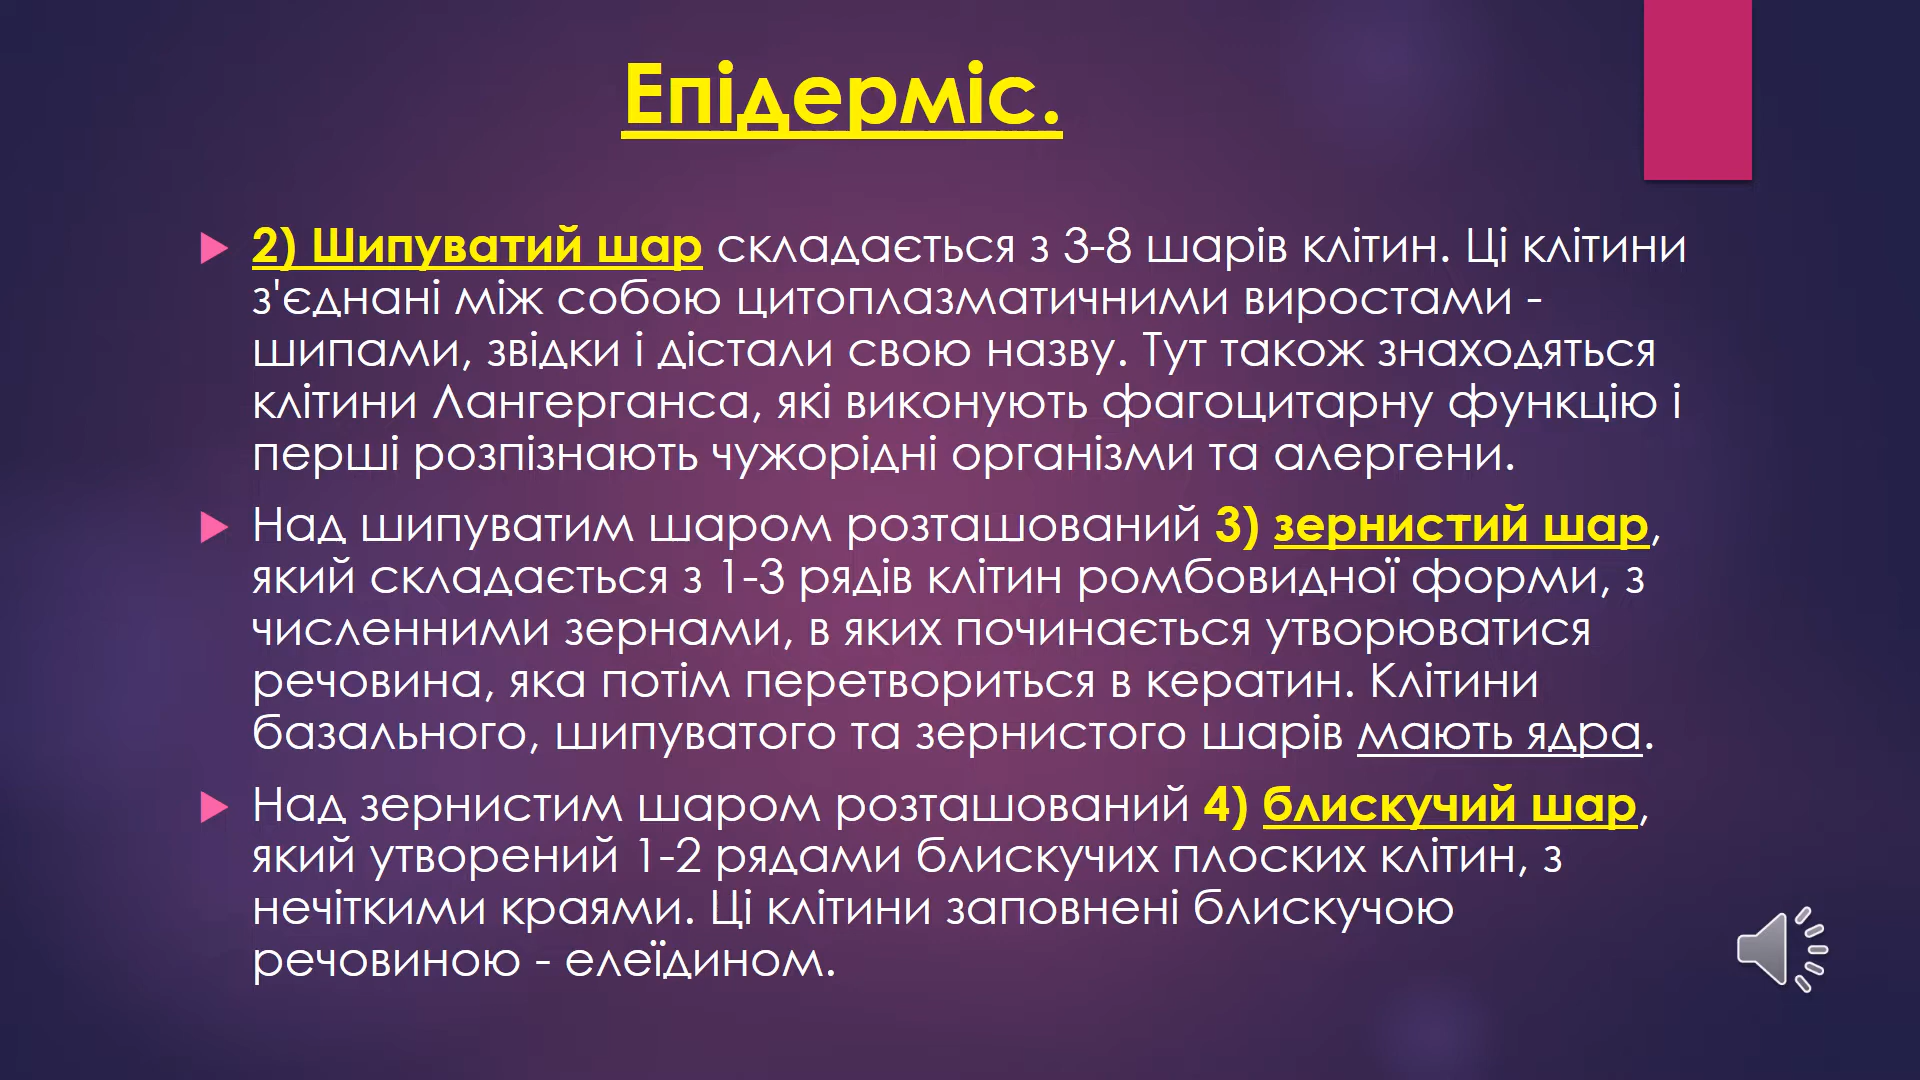 Епідерміс.
2) Шипуватий шар складається з 3-8 шарів клітин. Ці клітини
з'єднані між собою цитоплазматичними виростами -
шипами, звідки і дістали свою назву. Тут також знаходяться
клітини Лангерганса, які виконують фагоцитарну функцію і
перші розпізнають чужорідні організми та алергени.
Над шипуватим шаром розташований 3) зернистий шар,
який складається з 1-3 рядів клітин ромбовидної форми, з
численними зернами, в яких починається утворюватися
речовина, яка потім перетвориться в кератин. Клітини
базального, шипуватого та зернистого шарів мають ядра.
Над зернистим шаром розташований 4) блискучий шар,
який утворений 1-2 рядами блискучих плоских клітин, з
нечіткими краями. Ці клітини заповнені блискучою
речовиною - елеїдином.